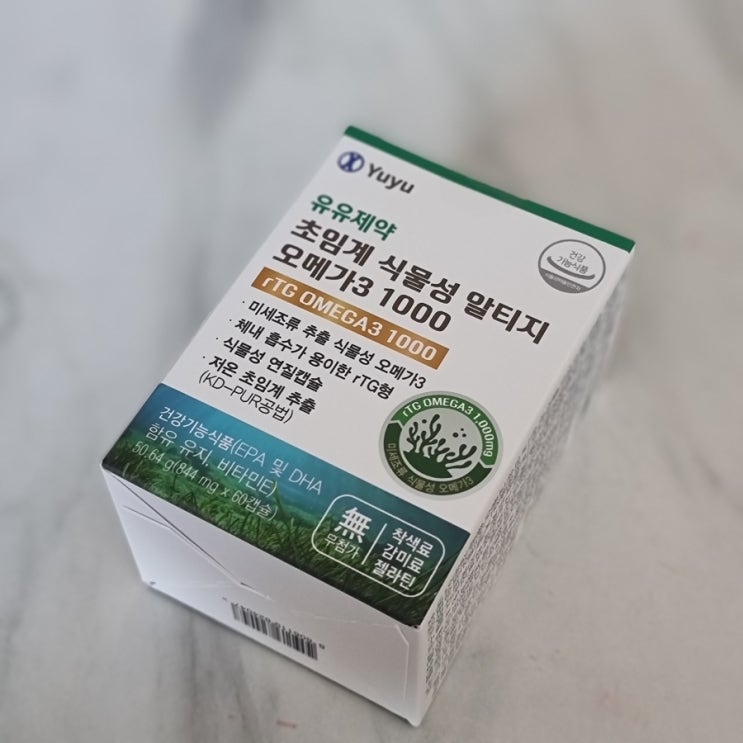 Yuyu
유유제약
초임계 식물성 알티지
오메가3 1000
rTG OMEGA3 1000
· 미세조류 추출 식물성 오메가3
· 체내 흡수가 용이한 rTG형
· 식물성 연질캡슐
· 저온 초임계 추출
(KD-PUR공법)
건강
기능식품
rTG OMEGA3 1,000mg
미세조류 식물성 오메가3
건강기능식품(EPA 및 DHA
함유 유지, 비타민E)
50.64 g(844 mg x 60캡슐)
無
무첨가
착색료
감미료
젤라틴